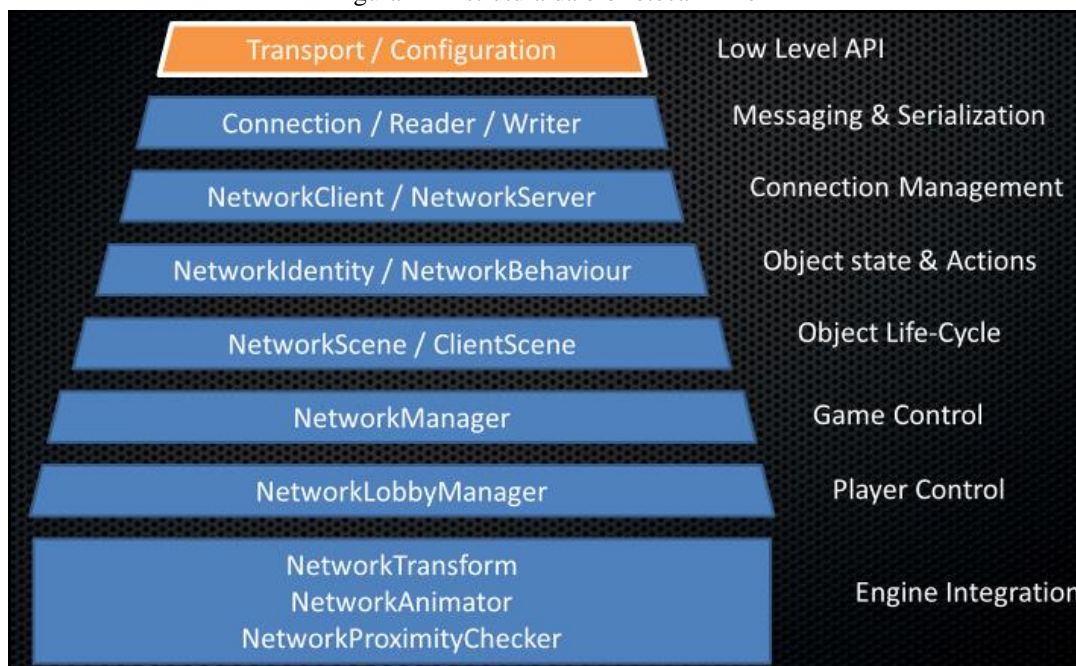 Transport / Configuration Low Level API
Connection / Reader / Writer Messaging & Serialization
NetworkClient / NetworkServer Connection Management
NetworkIdentity / NetworkBehaviour Object state & Actions
NetworkScene / ClientScene Object Life-Cycle
NetworkManager Game Control
NetworkLobbyManager Player Control
NetworkTransform
NetworkAnimator Engine Integration
NetworkProximityChecker